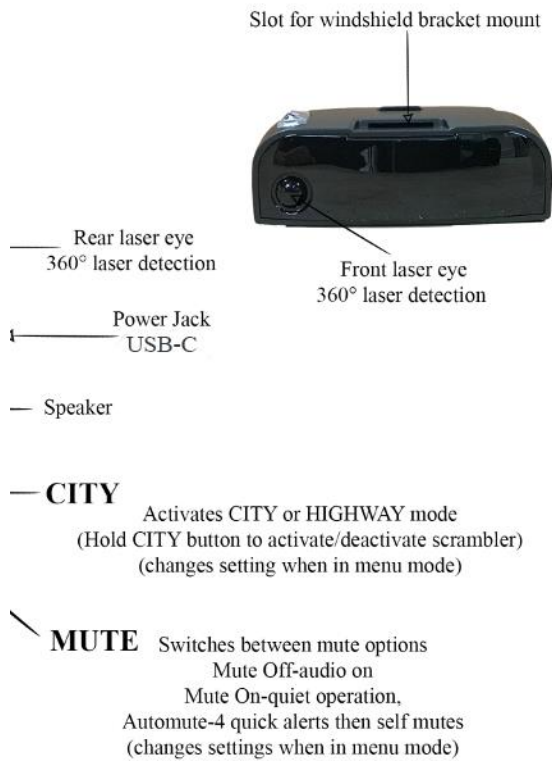 Slot for windshield bracket mount
Rear laser eye
360° laser detection
Front laser eye
360° laser detection
Power Jack
USB-C
Speaker
CITY
Activates CITY or HIGHWAY mode
(Hold CITY button to activate/deactivate scrambler)
(changes setting when in menu mode)
MUTE Switches between mute options
Mute Off-audio on
Mute On-quiet operation,
Automute-4 quick alerts then self mutes
(changes settings when in menu mode)